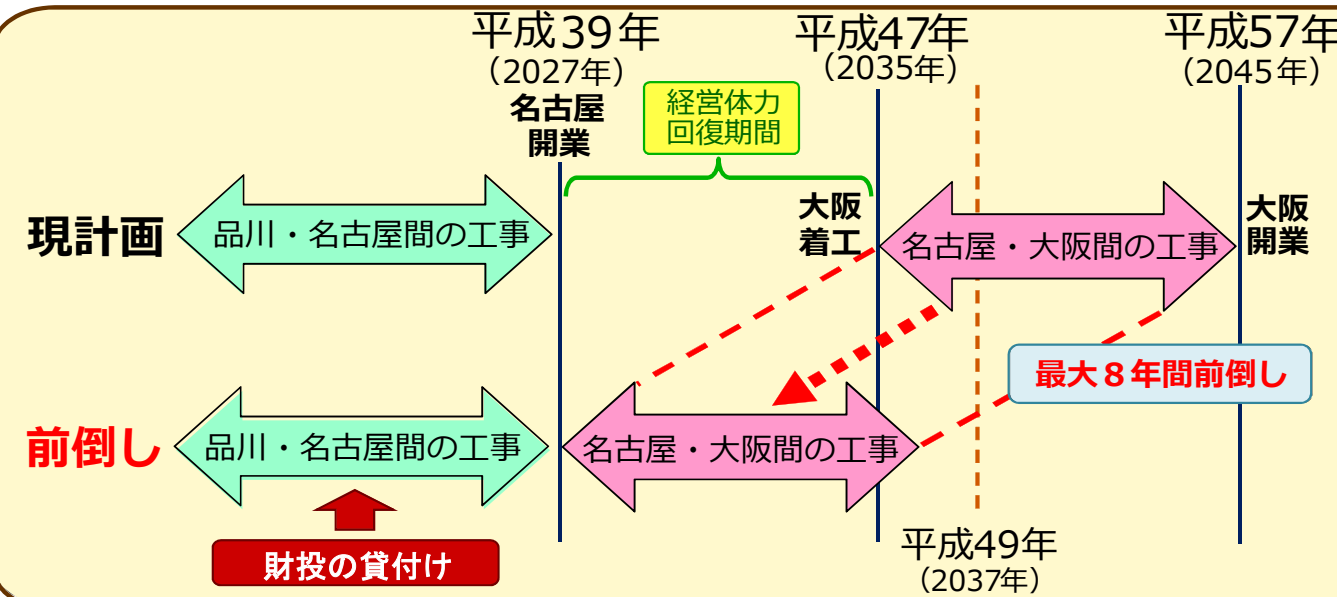 平成39年
(2027年)
名古屋
開業
平成47年
(2035年)
平成57年
(2045年)
経営体力
回復期間
現計画
品川・名古屋間の工事
大阪
着工
名古屋・大阪間の工事
大阪
開業
最大８年間前倒し
前倒し
品川・名古屋間の工事
名古屋・大阪間の工事
財投の貸付け
平成49年
(2037年)